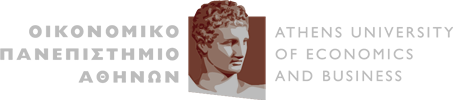 ΟΙΚΟΝΟΜΙΚΟ
ΠΑΝΕΠΙΣΤΗΜΙΟ
ΑΘΗΝΩΝ
ATHENS UNIVERSITY
OF ECONOMICS
AND BUSINESS